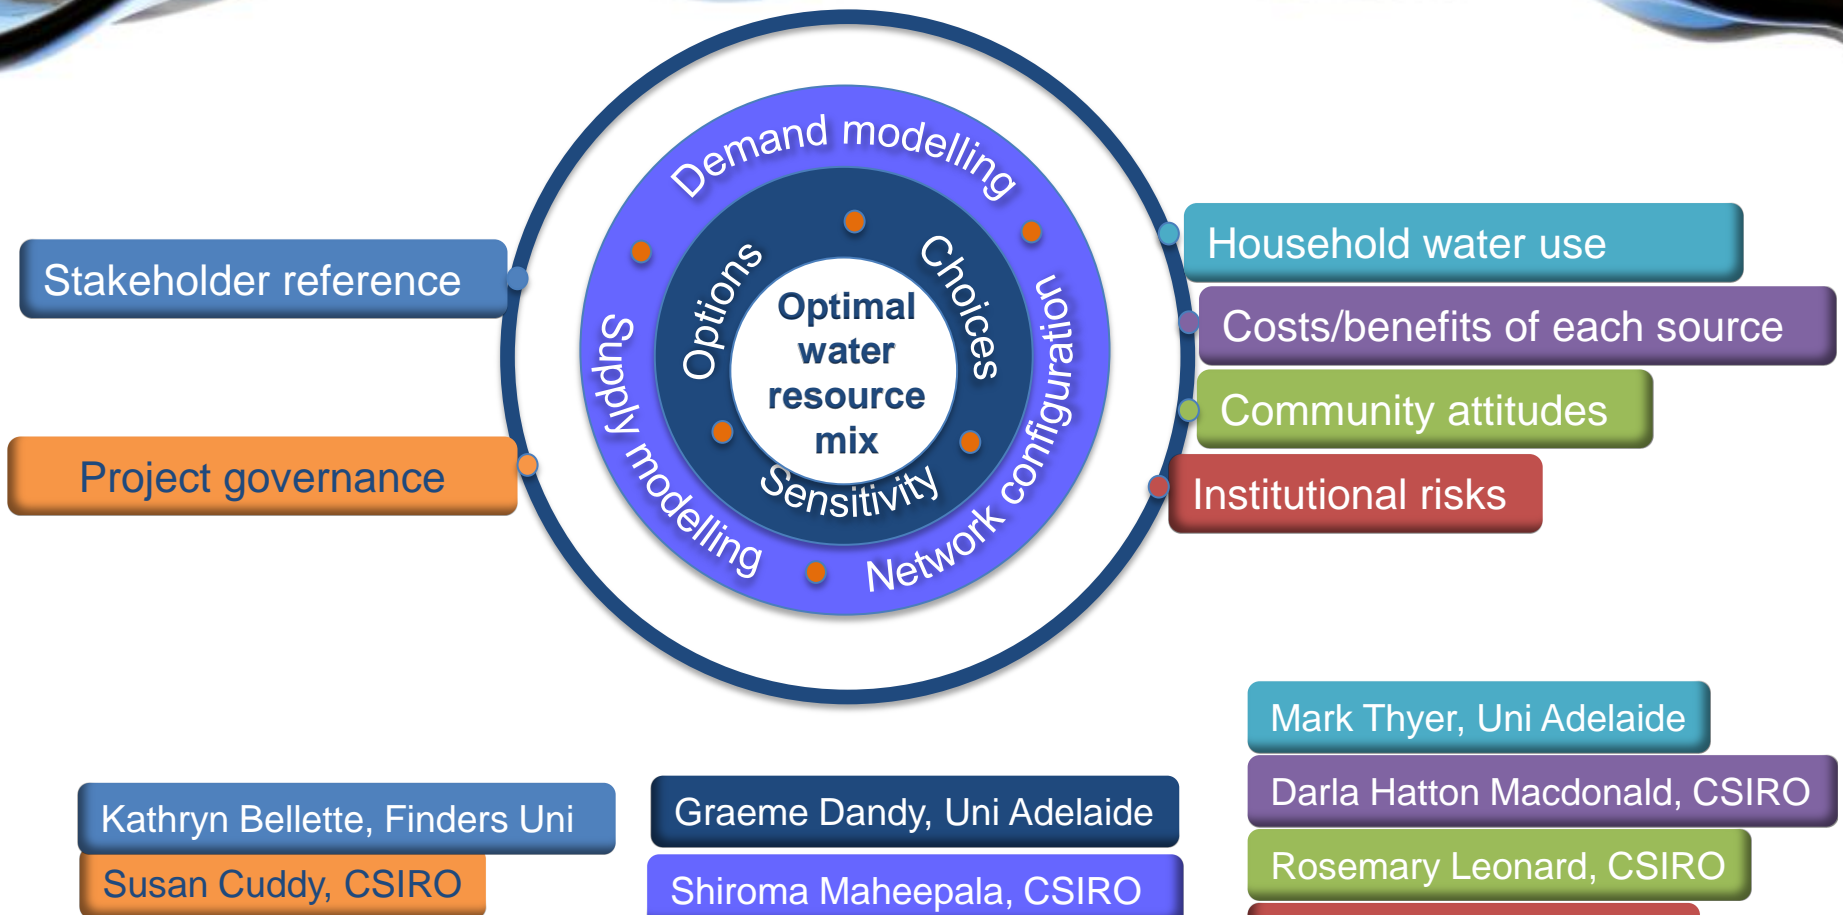 Demand modelling
Supply modelling
Network configuration
Options
Choices
Sensitivity
Optimal
water
resource
mix
Stakeholder reference
Project governance
Household water use
Costs/benefits of each source
Community attitudes
Institutional risks
Kathryn Bellette, Finders Uni
Susan Cuddy, CSIRO
Graeme Dandy, Uni Adelaide
Shiroma Maheepala, CSIRO
Mark Thyer, Uni Adelaide
Darla Hatton Macdonald, CSIRO
Rosemary Leonard, CSIRO